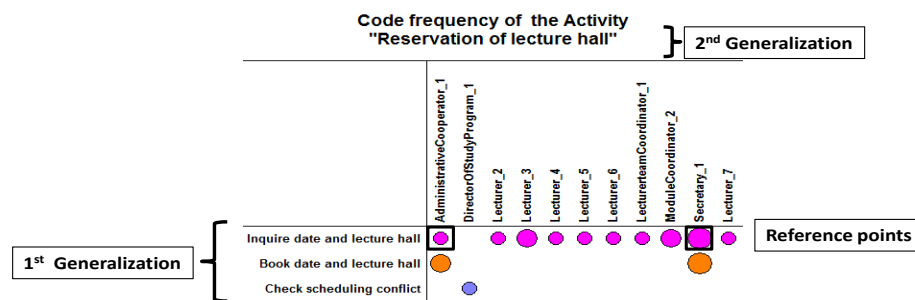 Code frequency of the Activity
"Reservation of lecture hall"
2nd Generalization
AdministrativeCooperator_1
DirectorOfStudyProgram_1
Lecturer_2
Lecturer_3
Lecturer_4
Lecturer_5
Lecturer_6
LecturerteamCoordinator_1
ModuleCoordinator_2
Secretary_1
Lecturer_7
Inquire date and lecture hall
Reference points
1st Generalization
Book date and lecture hall
Check scheduling conflict